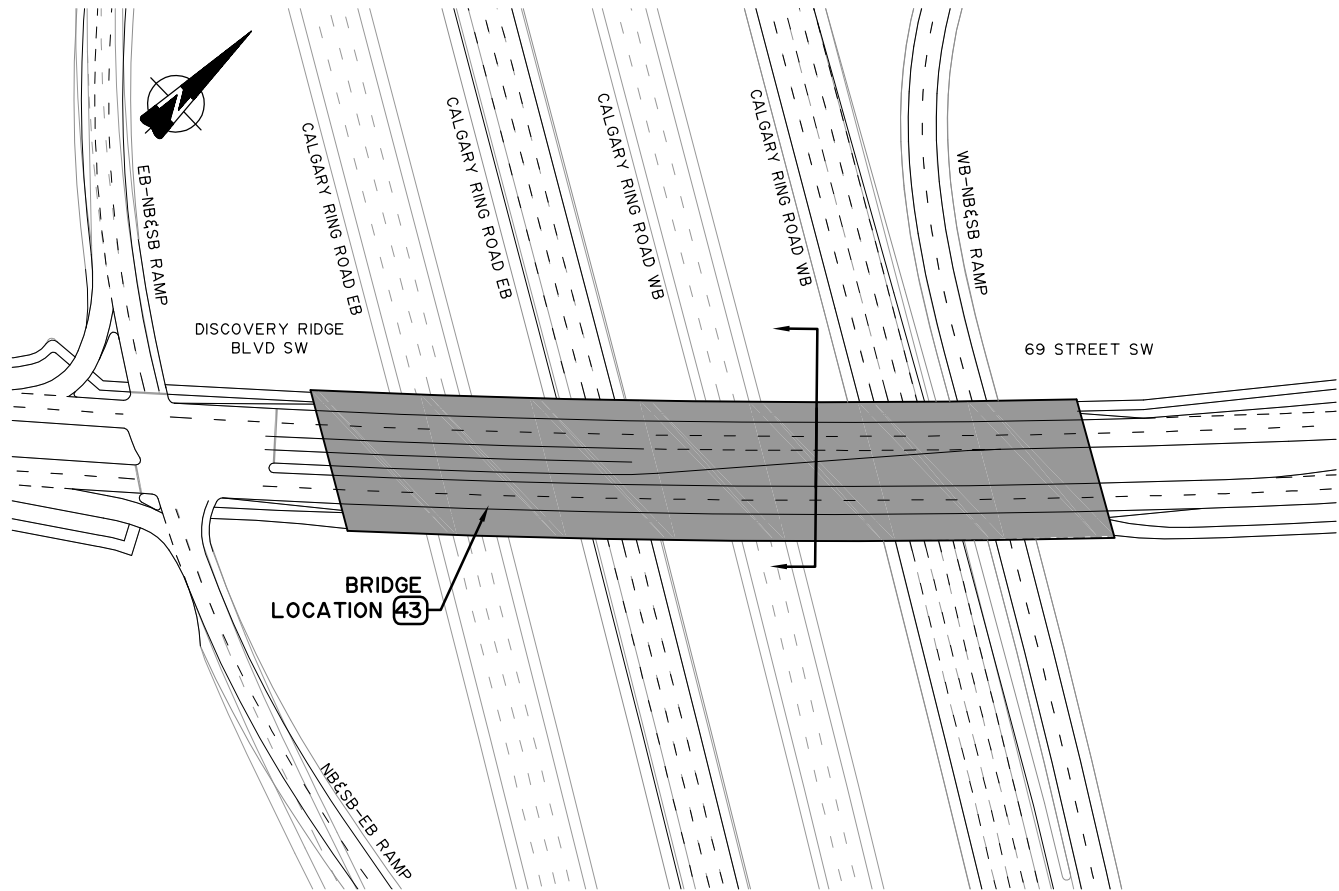 N
EB-NB&SB RAMP
CALGARY RING ROAD EB
CALGARY RING ROAD EB
CALGARY RING ROAD WB
CALGARY RING ROAD WB
WB-NB&SB RAMP
DISCOVERY RIDGE
BLVD SW
69 STREET SW
BRIDGE
LOCATION 43
NB&SB-EB RAMP